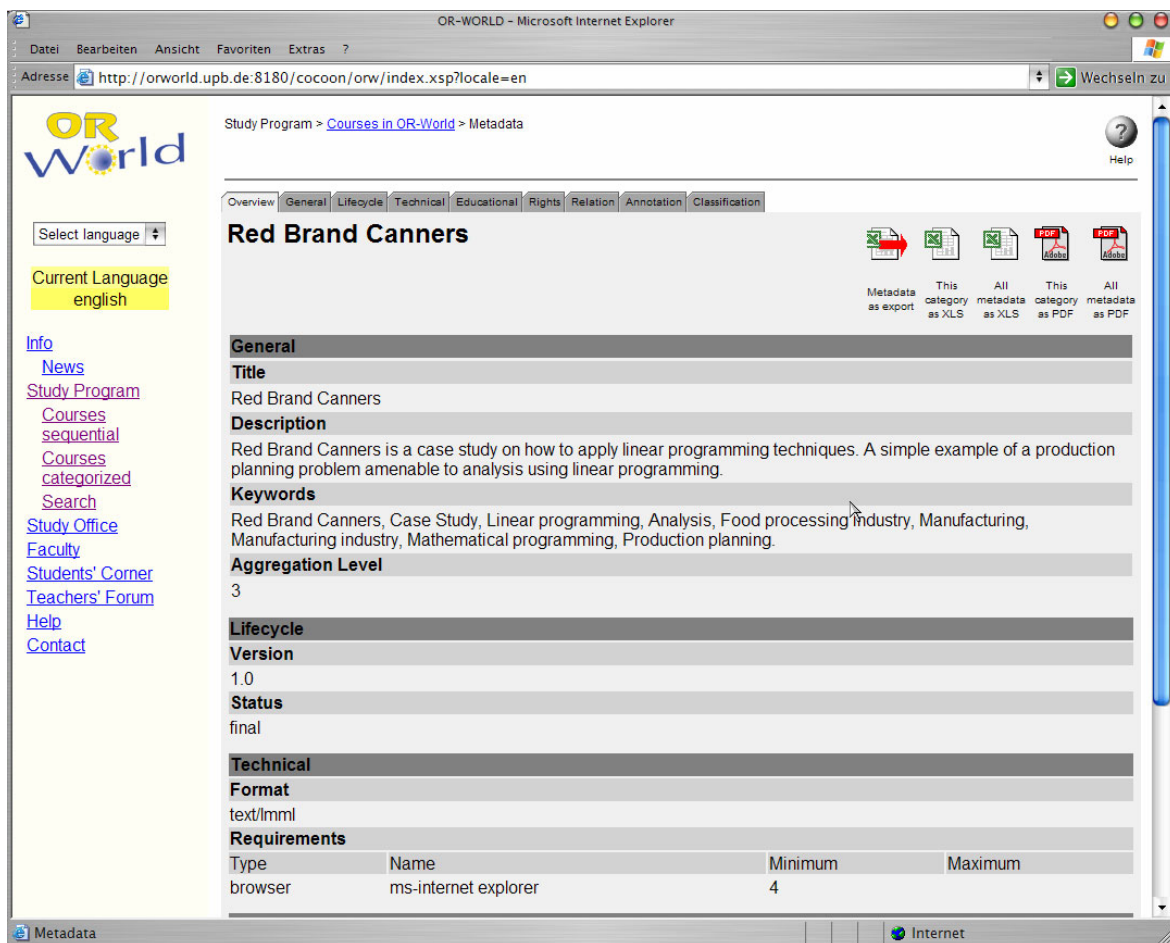 OR-WORLD - Microsoft Internet Explorer
Datei Bearbeiten Ansicht Favoriten Extras ?
Adresse http://orworld.upb.de:8180/cocoon/orw/index.xsp?locale=en Wechseln zu
OR World
Study Program > Courses in OR-World > Metadata
?
Help
Select language
Current Language
english
Info
News
Study Program
Courses
sequential
Courses
categorized
Search
Study Office
Faculty
Students' Corner
Teachers' Forum
Help
Contact
Overview General Lifecycle Technical Educational Rights Relation Annotation Classification
Red Brand Canners
PDF Adobe
PDF Adobe
Metadata
as export
This
category
as XLS
All
metadata
as XLS
This
category
as PDF
All
metadata
as PDF
General
Title
Red Brand Canners
Description
Red Brand Canners is a case study on how to apply linear programming techniques. A simple example of a production
planning problem amenable to analysis using linear programming.
Keywords
Red Brand Canners, Case Study, Linear programming, Analysis, Food processing industry, Manufacturing,
Manufacturing industry, Mathematical programming, Production planning.
Aggregation Level
3
Lifecycle
Version
1.0
Status
final
Technical
Format
text/lmml
Requirements
Type Name Minimum Maximum
browser ms-internet explorer 4
Metadata Internet